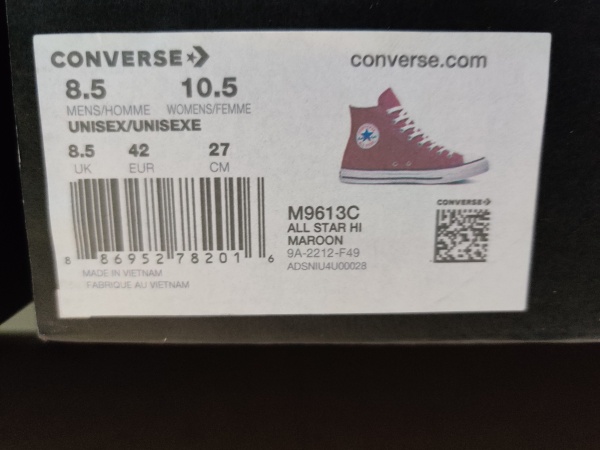 CONVERSE
converse.com
8.5 10.5
MENS/HOMME WOMENS/FEMME
UNISEX/UNISEXE
8.5 42 27
UK EUR CM
8 86952 78201 6
MADE IN VIETNAM
FABRIQUE AU VIETNAM
M9613C
ALL STAR HI
MAROON
9A-2212-F49
ADSNIU4U00028
CONVERSE